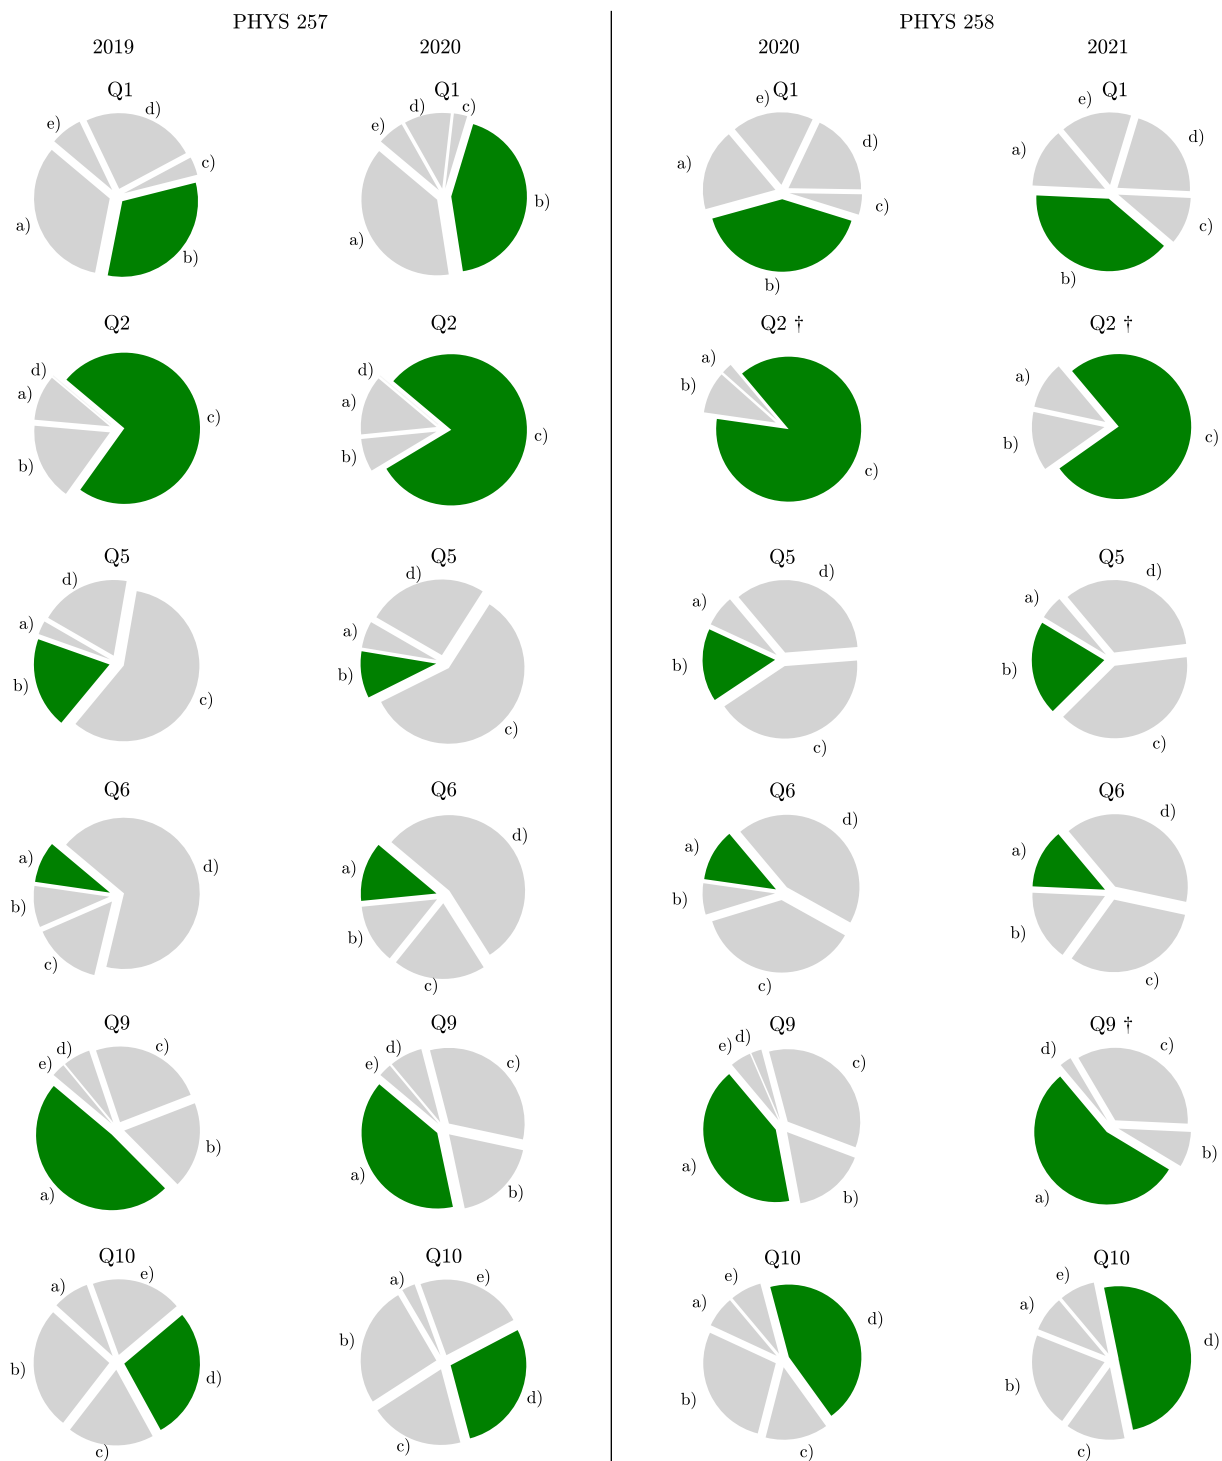 PHYS 257 PHYS 258
2019 2020 2020 2021
Q1 Q1 Q1 Q1
e) d) c) a) b)
e) d) c) b) a)
e) d) a) c) b)
e) d) a) c) b)
Q2 Q2 Q2 † Q2 †
d) a) c) b)
d) a) c) b)
a) b) c)
a) c) b)
Q5 Q5 Q5 Q5
d) a) b) c)
d) a) b) c)
d) a) b) c)
d) a) b) c)
Q6 Q6 Q6 Q6
a) d) b) c)
d) a) b) c)
d) a) b) c)
d) a) b) c)
Q9 Q9 Q9 Q9 †
d) c) e) b) a)
d) c) e) a) b)
d) e) c) a) b)
c) d) b) a)
Q10 Q10 Q10 Q10
e) a) b) d) c)
a) e) b) d) c)
e) a) d) b) c)
e) a) d) b) c)